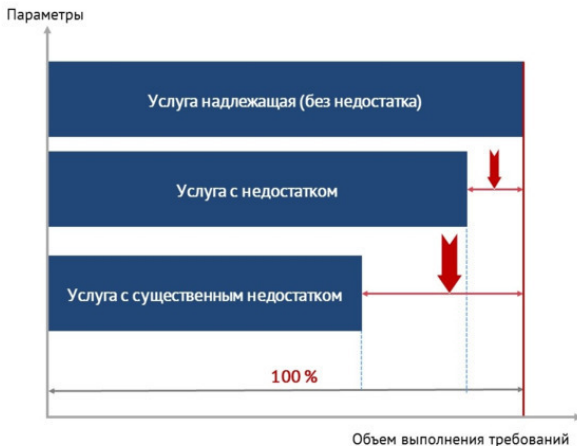 Параметры
Услуга надлежащая (без недостатка)
Услуга с недостатком
Услуга с существенным недостатком
100 %
Объем выполнения требований